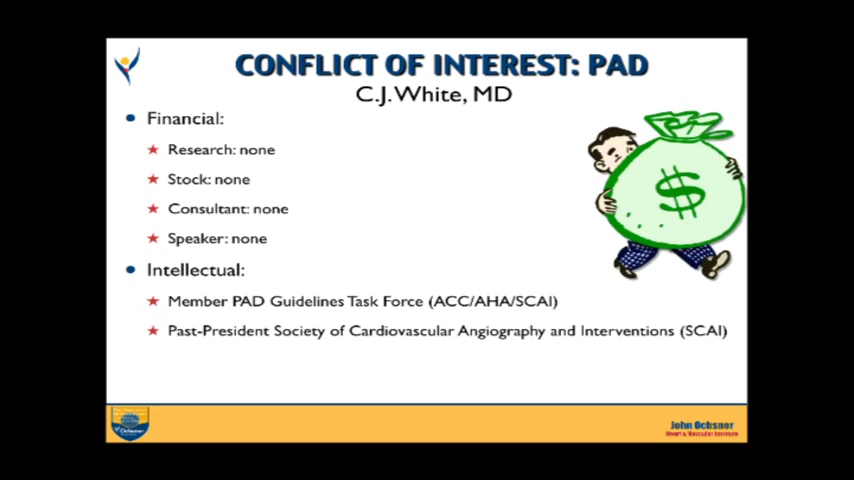 CONFLICT OF INTEREST: PAD
C.J. White, MD
Financial:
Research: none
Stock: none
Consultant: none
Speaker: none
$
Intellectual:
Member PAD Guidelines Task Force (ACC/AHA/SCAI)
Past-President Society of Cardiovascular Angiography and Interventions (SCAI)
Ochsner
John Ochsner
Heart & Vascular Institute